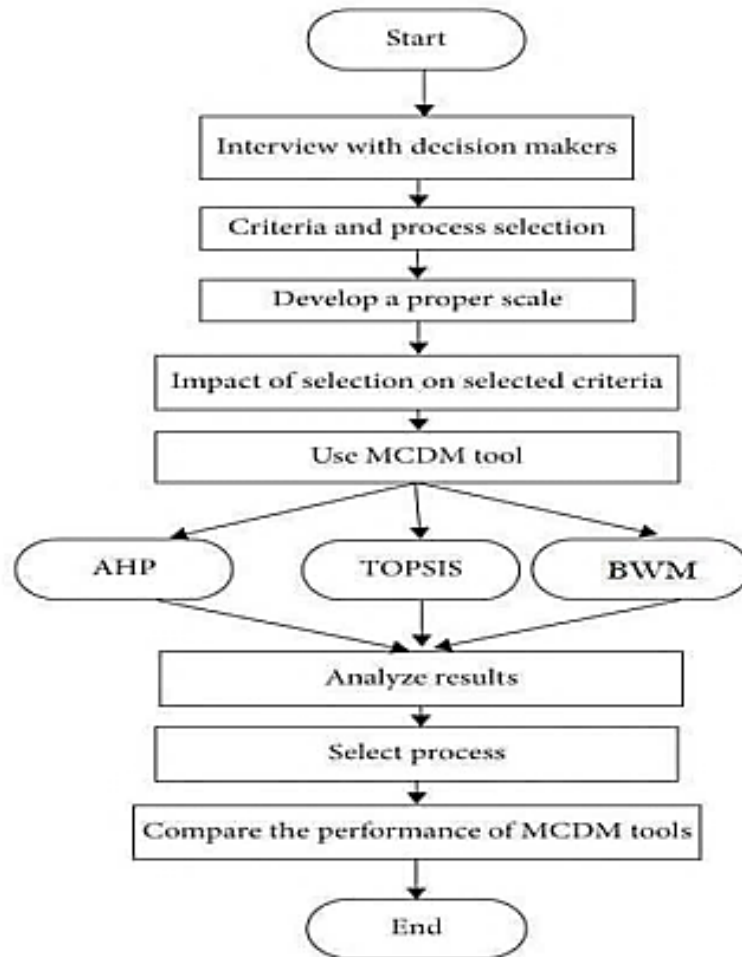 Start
Interview with decision makers
Criteria and process selection
Develop a proper scale
Impact of selection on selected criteria
Use MCDM tool
AHP
TOPSIS
BWM
Analyze results
Select process
Compare the performance of MCDM tools
End